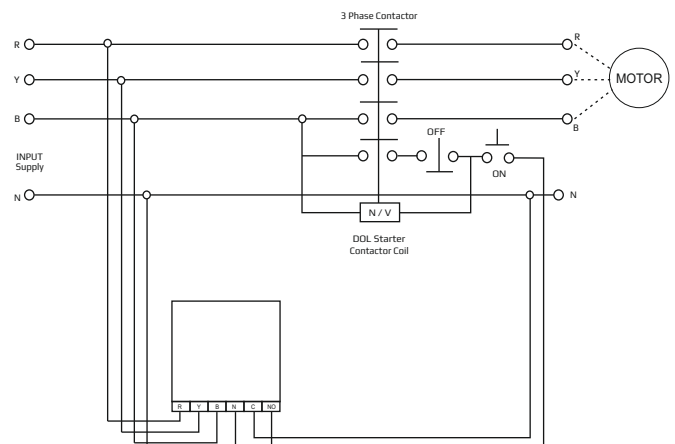 3 Phase Contactor
R
R
Y
Y
MOTOR
B
B
OFF
ON
INPUT
Supply
N
N
N / V
DOL Starter
Contactor Coil
R Y B N C NO